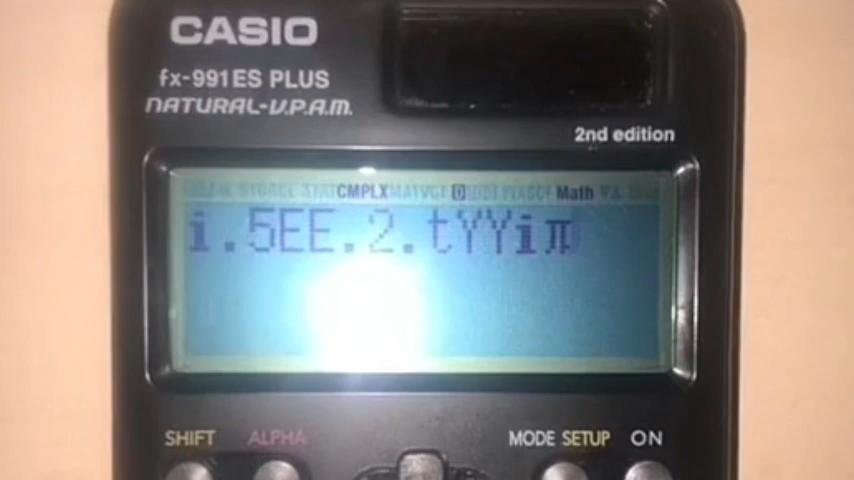 CASIO
fx-991ES PLUS
NATURAL-V.P.A.M.
2nd edition
CMPLX D Math
i.5EE.2.tYYiπ
SHIFT ALPHA MODE SETUP ON